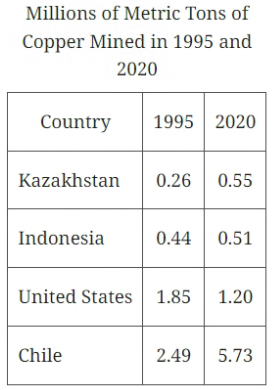 Millions of Metric Tons of
Copper Mined in 1995 and
2020
Country 1995 2020
Kazakhstan 0.26 0.55
Indonesia 0.44 0.51
United States 1.85 1.20
Chile 2.49 5.73